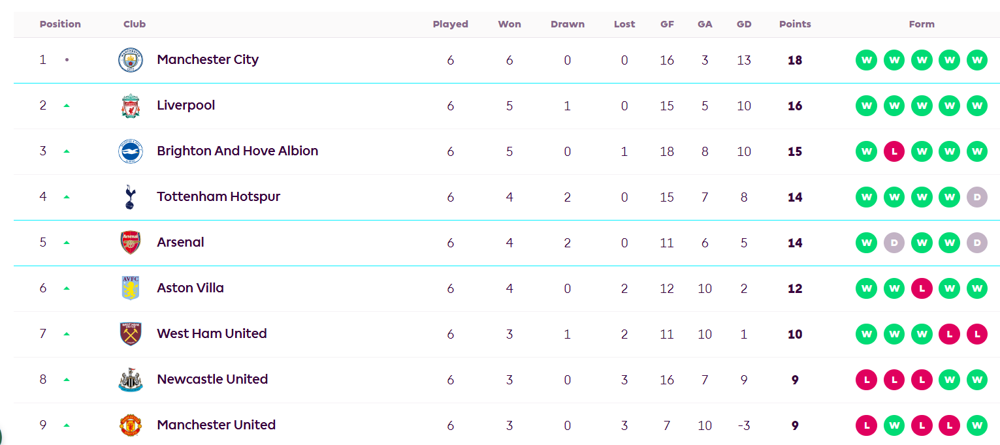 Position Club Played Won Drawn Lost GF GA GD Points Form
1 Manchester City 6 6 0 0 16 3 13 18 W W W W W
2 Liverpool 6 5 1 0 15 5 10 16 W W W W W
3 Brighton And Hove Albion 6 5 0 1 18 8 10 15 W L W W W
4 Tottenham Hotspur 6 4 2 0 15 7 8 14 W W W W D
5 Arsenal 6 4 2 0 11 6 5 14 W D W W D
6 Aston Villa 6 4 0 2 12 10 2 12 W W L W W
7 West Ham United 6 3 1 2 11 10 1 10 W W W L L
8 Newcastle United 6 3 0 3 16 7 9 9 L L L W W
9 Manchester United 6 3 0 3 7 10 -3 9 L W L L W